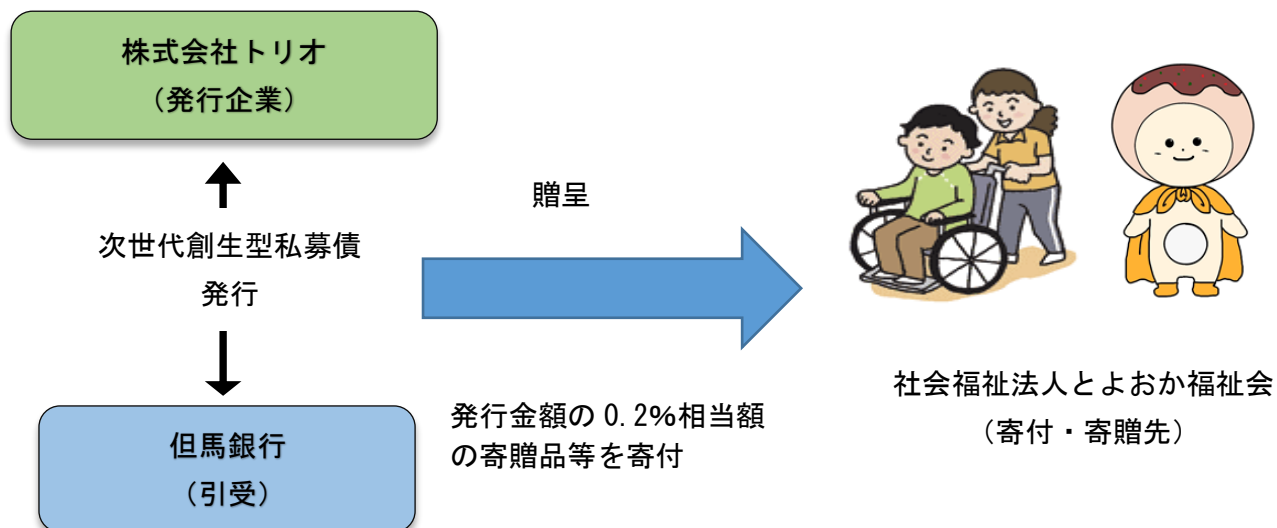 株式会社トリオ
（発行企業）
次世代創生型私募債
発行
但馬銀行
（引受）
贈呈
発行金額の 0.2%相当額
の寄贈品等を寄付
社会福祉法人とよおか福祉会
（寄付・寄贈先）